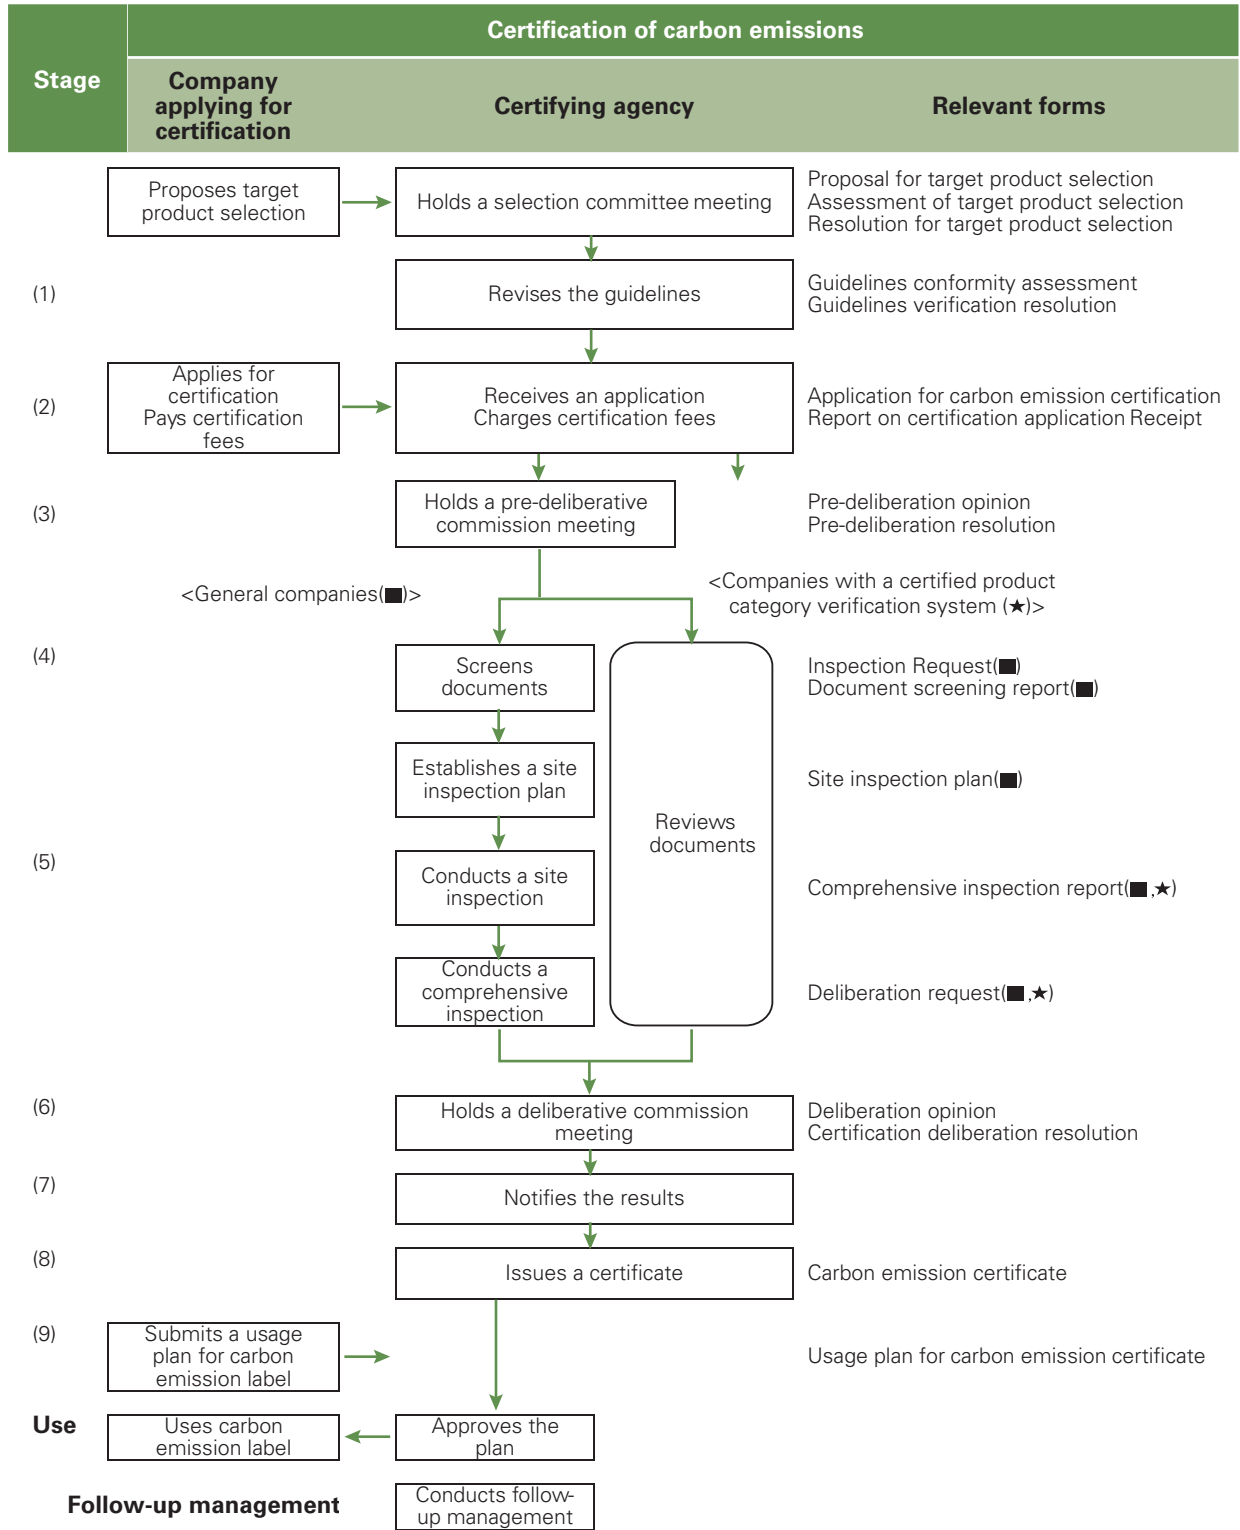 Certification of carbon emissions
Stage
Company
applying for
certification
Certifying agency
Relevant forms
Proposes target
product selection
Holds a selection committee meeting
Proposal for target product selection
Assessment of target product selection
Resolution for target product selection
(1)
Revises the guidelines
Guidelines conformity assessment
Guidelines verification resolution
(2)
Applies for
certification
Pays certification
fees
Receives an application
Charges certification fees
Application for carbon emission certification
Report on certification application Receipt
(3)
Holds a pre-deliberative
commission meeting
Pre-deliberation opinion
Pre-deliberation resolution
<General companies(■)>
<Companies with a certified product
category verification system (★)>
(4)
Screens
documents
Inspection Request(■)
Document screening report(■)
Establishes a site
inspection plan
Site inspection plan(■)
Reviews
documents
(5)
Conducts a site
inspection
Comprehensive inspection report(■,★)
Conducts a
comprehensive
inspection
Deliberation request(■,★)
(6)
Holds a deliberative commission
meeting
Deliberation opinion
Certification deliberation resolution
(7)
Notifies the results
(8)
Issues a certificate
Carbon emission certificate
(9)
Submits a usage
plan for carbon
emission label
Usage plan for carbon emission certificate
Use
Uses carbon
emission label
Approves the
plan
Follow-up management
Conducts follow-
up management